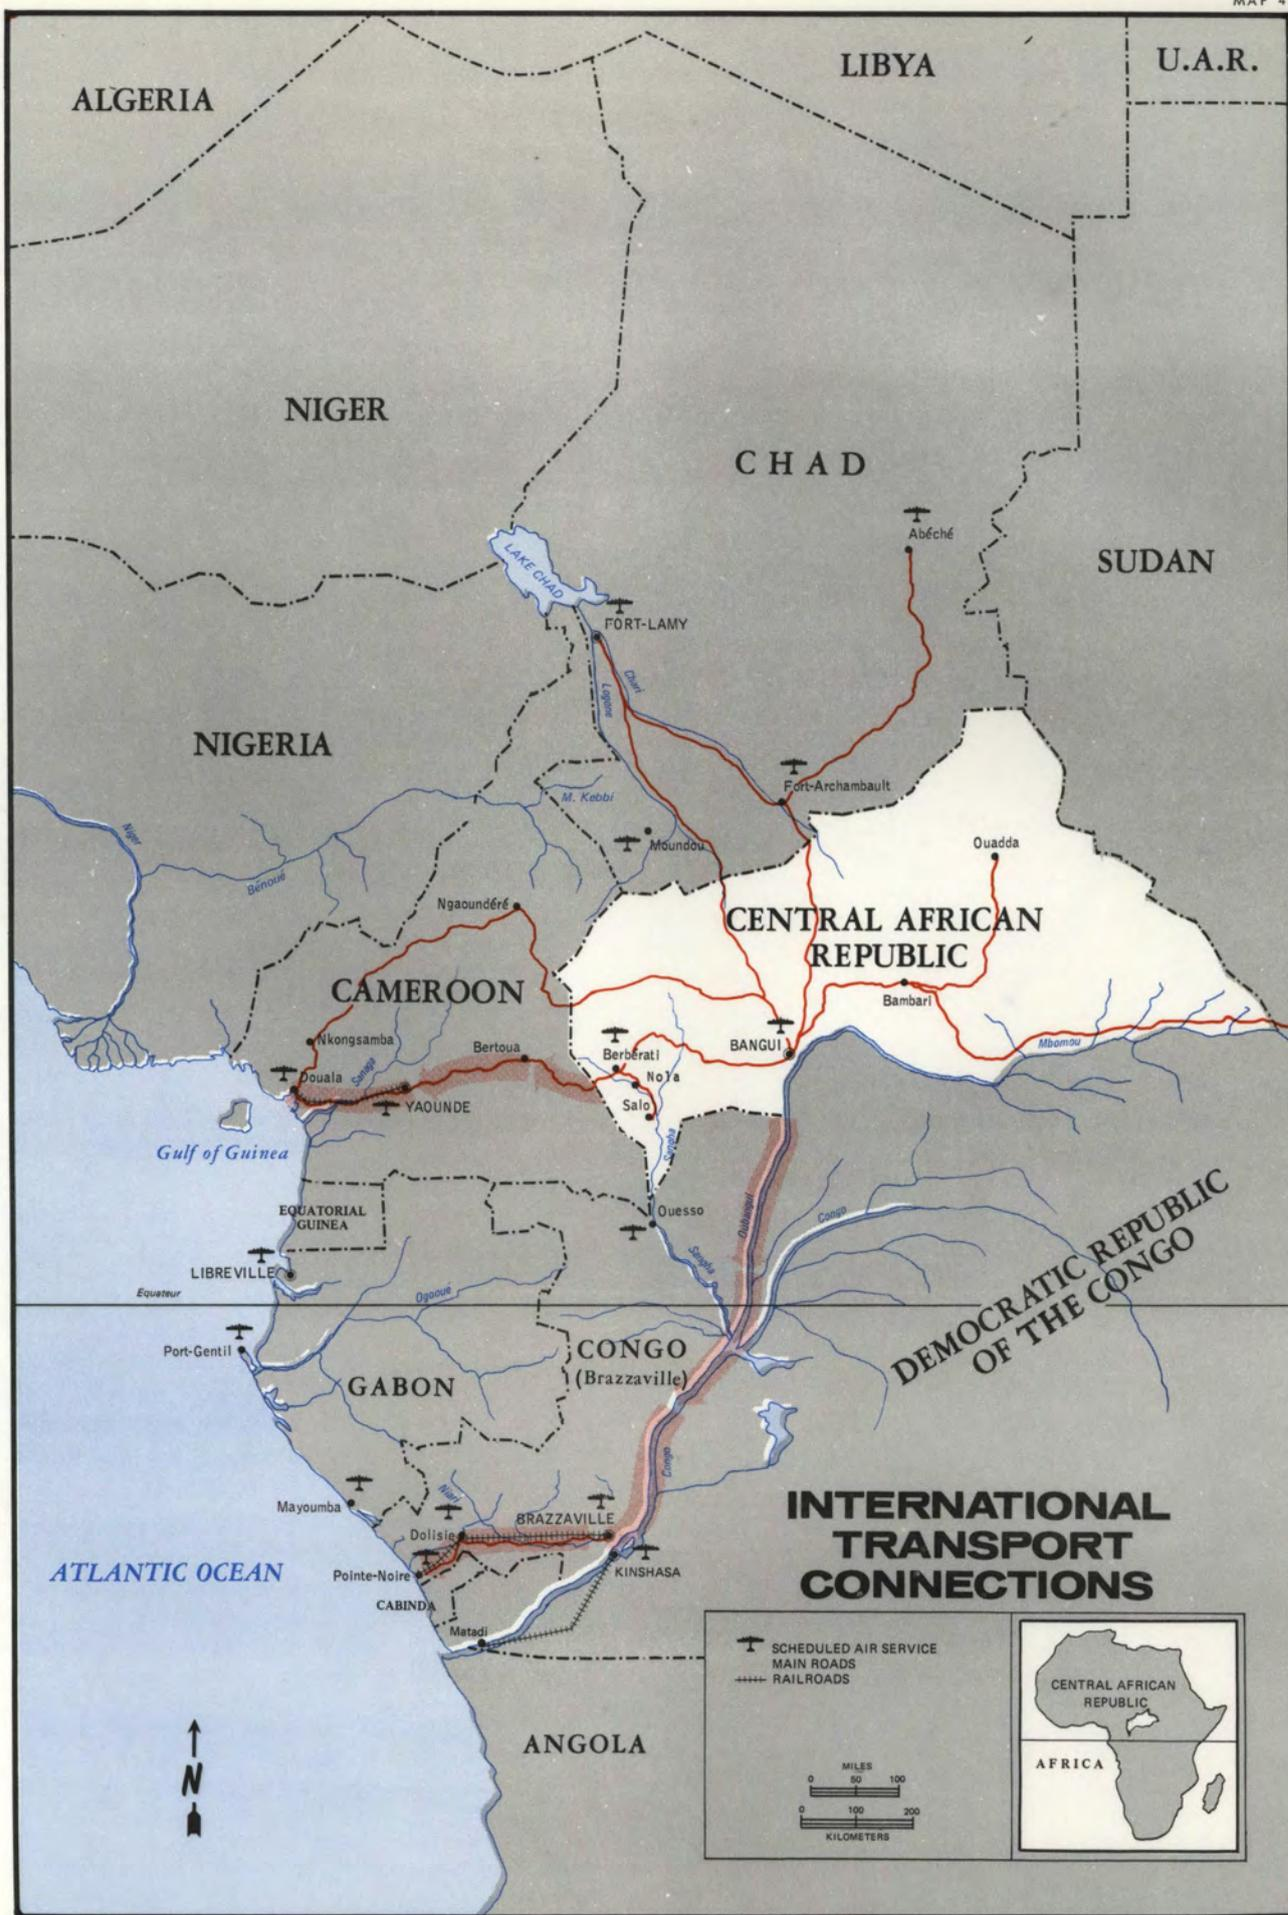 MAP 4
ALGERIA
LIBYA
U.A.R.
NIGER
CHAD
Abéché
SUDAN
LAKE CHAD
FORT-LAMY
Logone
Chari
NIGERIA
Fort-Archambault
M. Kebbi
Niger
Moundou
Ouadda
Bénoué
Ngaoundéré
CENTRAL AFRICAN
REPUBLIC
CAMEROON
Bambari
Nkongsamba
Bertoua
Berbérati
BANGUI
Mbomou
Douala
Sanaga
Nola
YAOUNDE
Salo
Sangha
Gulf of Guinea
EQUATORIAL
GUINEA
Ouesso
Oubangui
Congo
LIBREVILLE
Sangha
Equateur
Ogooué
DEMOCRATIC REPUBLIC
OF THE CONGO
Port-Gentil
CONGO
(Brazzaville)
GABON
Congo
Niari
Mayoumba
BRAZZAVILLE
Dolisie
ATLANTIC OCEAN
Pointe-Noire
KINSHASA
CABINDA
Matadi
INTERNATIONAL
TRANSPORT
CONNECTIONS
SCHEDULED AIR SERVICE
MAIN ROADS
RAILROADS
CENTRAL AFRICAN
REPUBLIC
AFRICA
ANGOLA
MILES
0 50 100
0 100 200
KILOMETERS
N